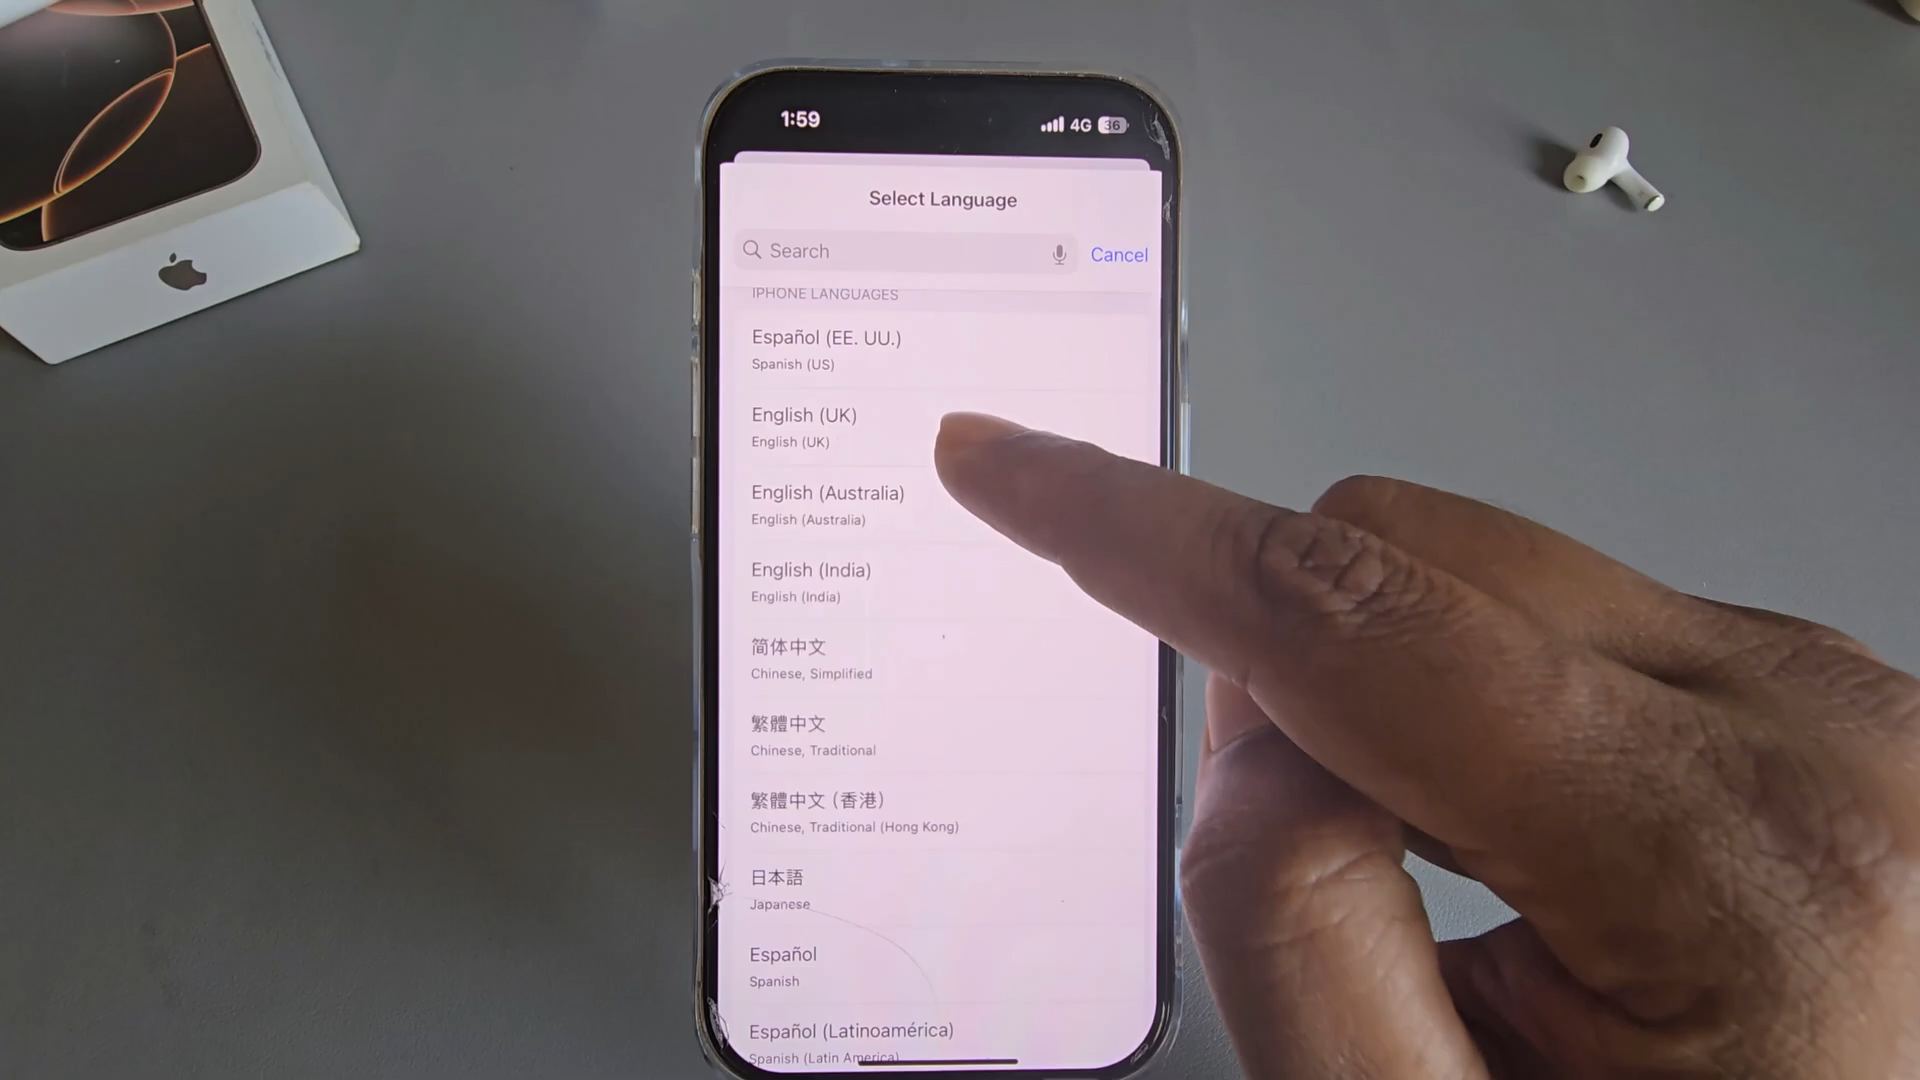 1:59
4G 36
Select Language
Search
Cancel
IPHONE LANGUAGES
Español (EE. UU.)
Spanish (US)
English (UK)
English (UK)
English (Australia)
English (Australia)
English (India)
English (India)
简体中文
Chinese, Simplified
繁體中文
Chinese, Traditional
繁體中文 (香港)
Chinese, Traditional (Hong Kong)
日本語
Japanese
Español
Spanish
Español (Latinoamérica)
Spanish (Latin America)